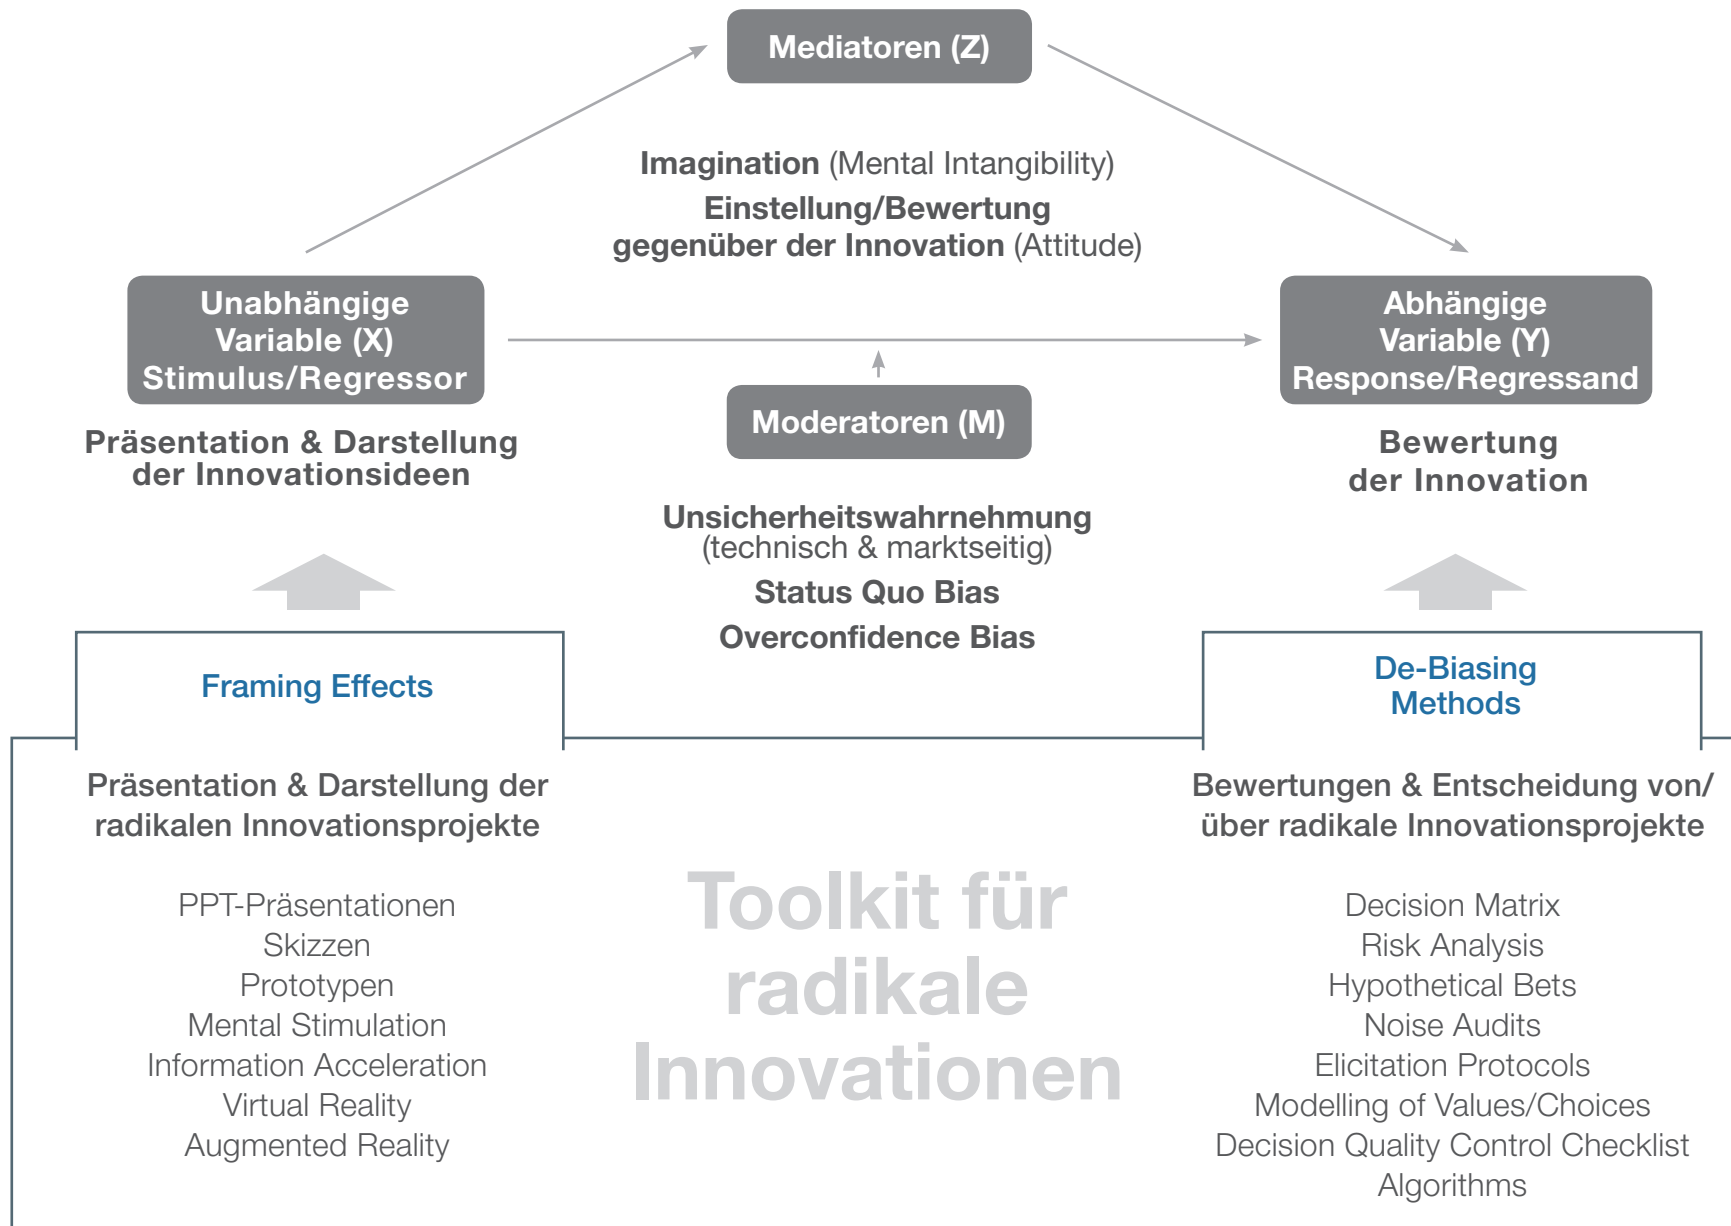 Mediatoren (Z)
Imagination (Mental Intangibility)
Einstellung/Bewertung
gegenüber der Innovation (Attitude)
Unabhängige
Variable (X)
Stimulus/Regressor
Präsentation & Darstellung
der Innovationsideen
Abhängige
Variable (Y)
Response/Regressand
Bewertung
der Innovation
Moderatoren (M)
Unsicherheitswahrnehmung
(technisch & marktseitig)
Status Quo Bias
Overconfidence Bias
Framing Effects
Präsentation & Darstellung der
radikalen Innovationsprojekte
PPT-Präsentationen
Skizzen
Prototypen
Mental Stimulation
Information Acceleration
Virtual Reality
Augmented Reality
Toolkit für
radikale
Innovationen
De-Biasing
Methods
Bewertungen & Entscheidung von/
über radikale Innovationsprojekte
Decision Matrix
Risk Analysis
Hypothetical Bets
Noise Audits
Elicitation Protocols
Modelling of Values/Choices
Decision Quality Control Checklist
Algorithms